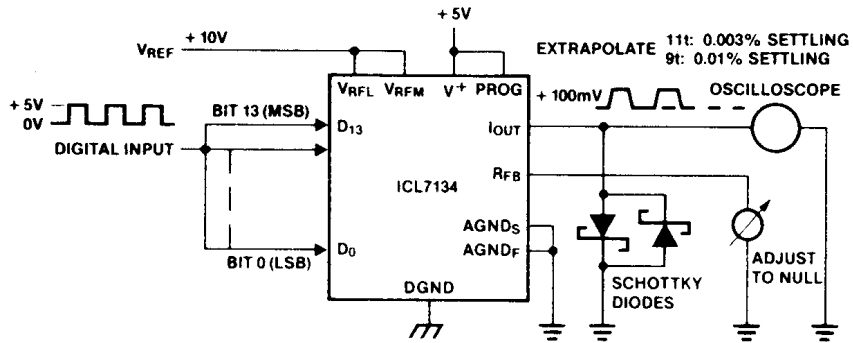 + 5V
VREF + 10V
EXTRAPOLATE 11t: 0.003% SETTLING
9t: 0.01% SETTLING
VRFL VRFM V+ PROG
+ 100mV
OSCILLOSCOPE
+ 5V
0V
BIT 13 (MSB)
D13
IOUT
DIGITAL INPUT
RFB
ICL7134
AGNDS
AGNDF
BIT 0 (LSB)
D0
DGND
SCHOTTKY
DIODES
ADJUST
TO NULL